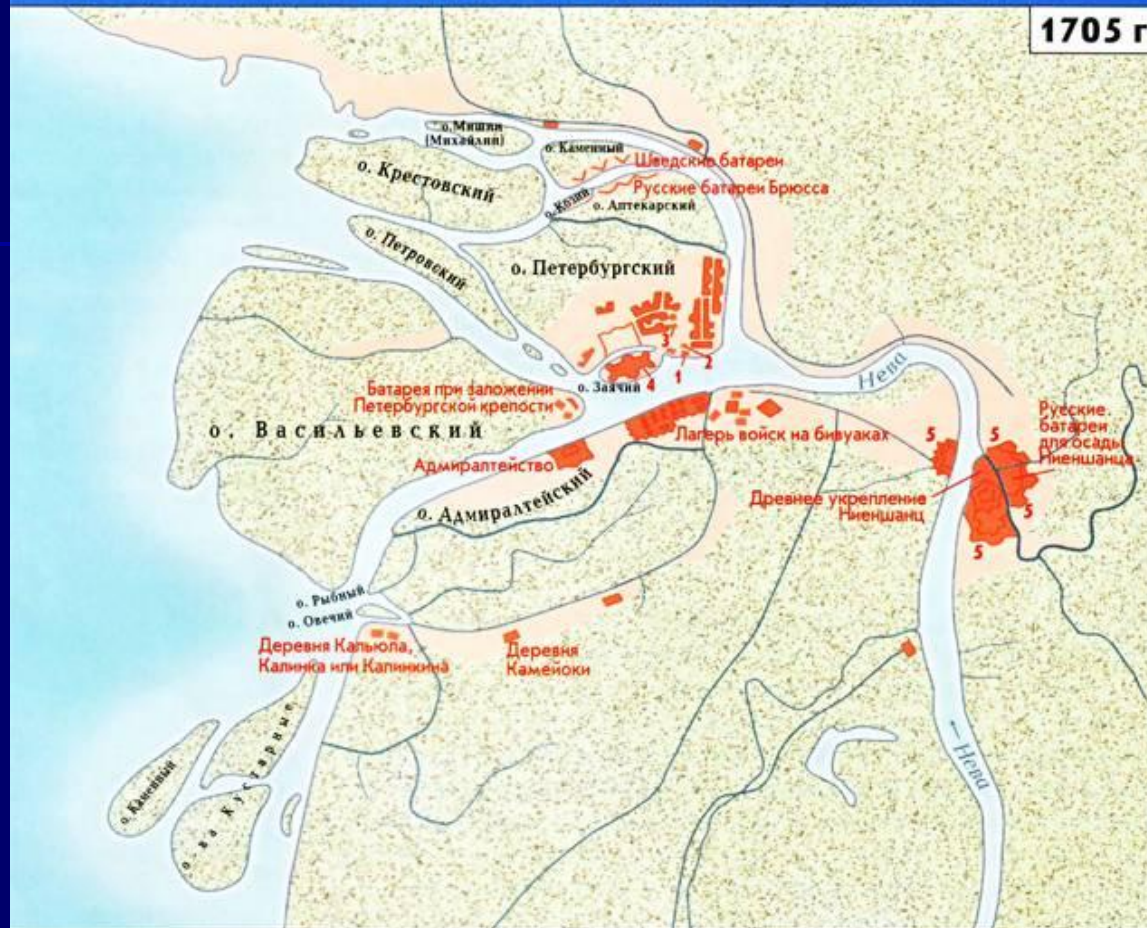 1705 г
о. Мишин
(Михайлин)
о. Каменный
Шведские батареи
о. Крестовский
Русские батареи Брюсса
о. Козий
о. Аптекарский
о. Петровский
о. Петербургский
3
2
1
4
о. Заячий
Нева
Батарея при заложении
Петербургской крепости
Русские
батареи
для осады
Ниеншанца
о. Васильевский
Лагерь войск на бивуаках
5
5
Адмиралтейство
о. Адмиралтейский
Древнее укрепление
Ниеншанц
5
5
о. Рыбный
о. Овечий
Деревня Кальюла,
Калинка или Калинкина
Деревня
Камейоки
← Нева
о. Каменный
о-ва Кустарные